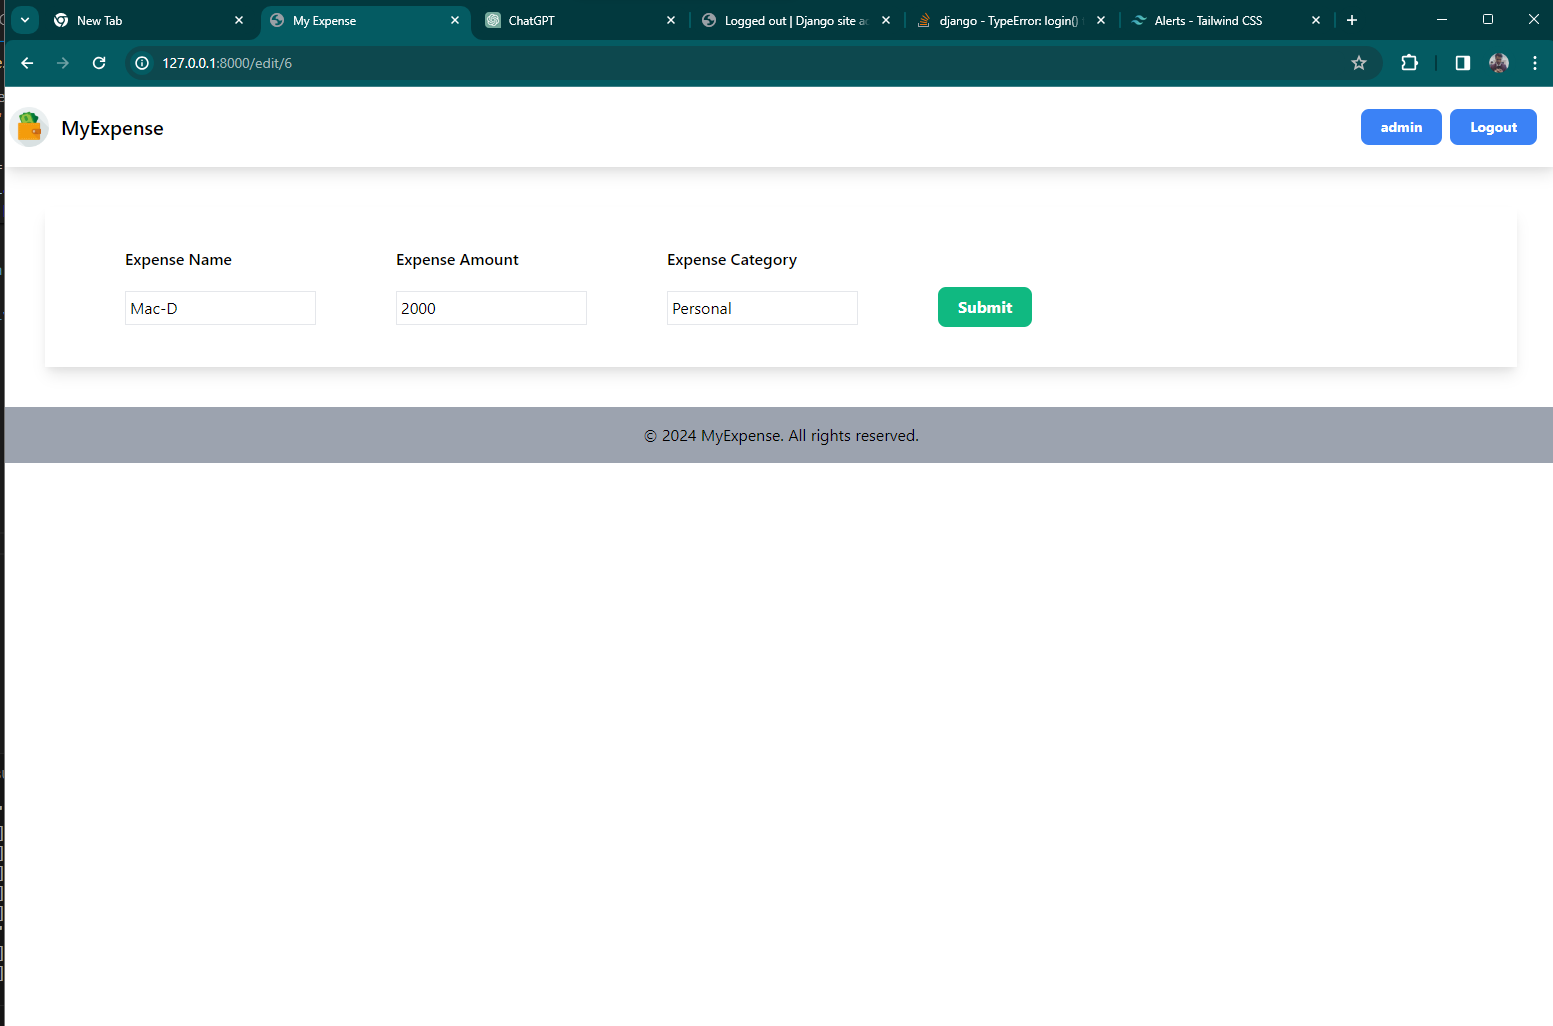 New Tab
My Expense
ChatGPT
Logged out | Django site
django - TypeError: login()
Alerts - Tailwind CSS
127.0.0.1:8000/edit/6
MyExpense
admin
Logout
Expense Name
Expense Amount
Expense Category
Mac-D
2000
Personal
Submit
© 2024 MyExpense. All rights reserved.